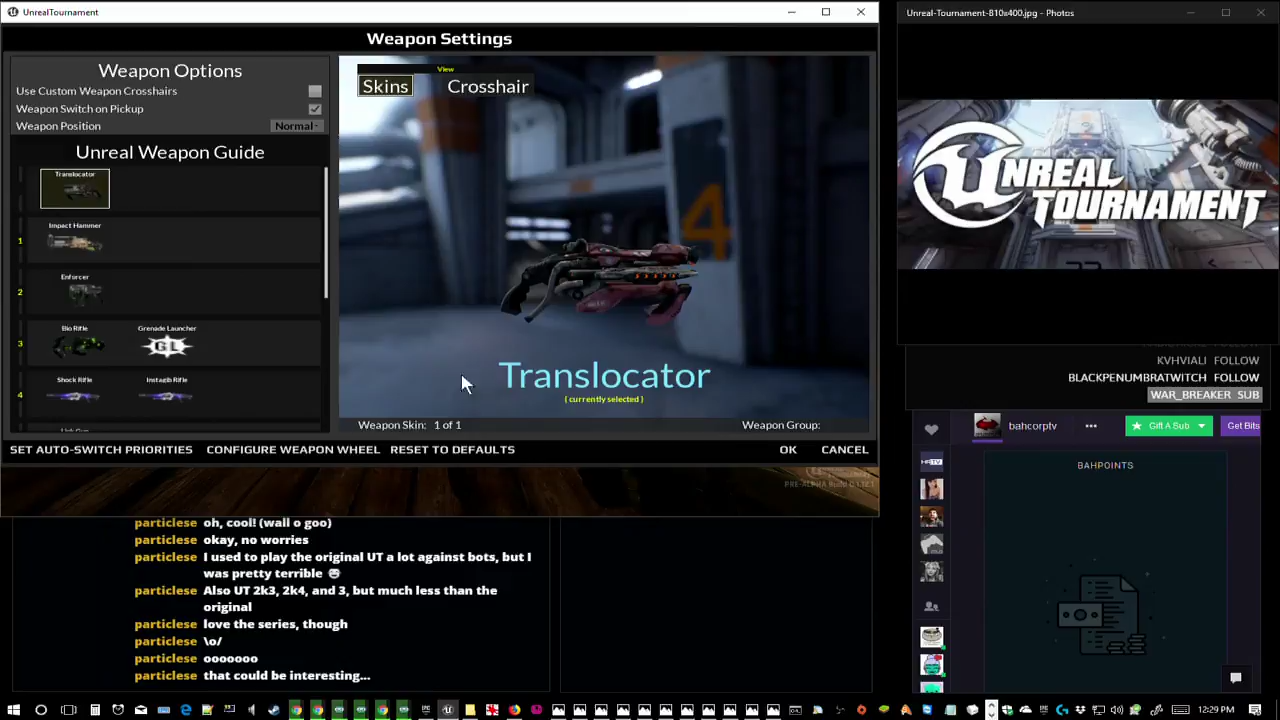 UnrealTournament
Weapon Settings
Weapon Options
Use Custom Weapon Crosshairs
Weapon Switch on Pickup
Weapon Position Normal
Unreal Weapon Guide
Translocator
1 Impact Hammer
2 Enforcer
3 Bio Rifle Grenade Launcher
GL
4 Shock Rifle Instagib Rifle
View
Skins Crosshair
4
Translocator
( currently selected )
Weapon Skin: 1 of 1 Weapon Group:
SET AUTO-SWITCH PRIORITIES CONFIGURE WEAPON WHEEL RESET TO DEFAULTS OK CANCEL
particlese oh, cool! (wall o goo)
particlese okay, no worries
particlese I used to play the original UT a lot against bots, but I
was pretty terrible
particlese Also UT 2k3, 2k4, and 3, but much less than the
original
particlese love the series, though
particlese \o/
particlese ooooooo
particlese that could be interesting...
Unreal-Tournament-810x400.jpg - Photos
UNREAL
TOURNAMENT
KVHVIALI FOLLOW
BLACKPENUMBRATWITCH FOLLOW
WAR_BREAKER SUB
bahcorptv Gift A Sub Get Bits
BAHPOINTS
12:29 PM